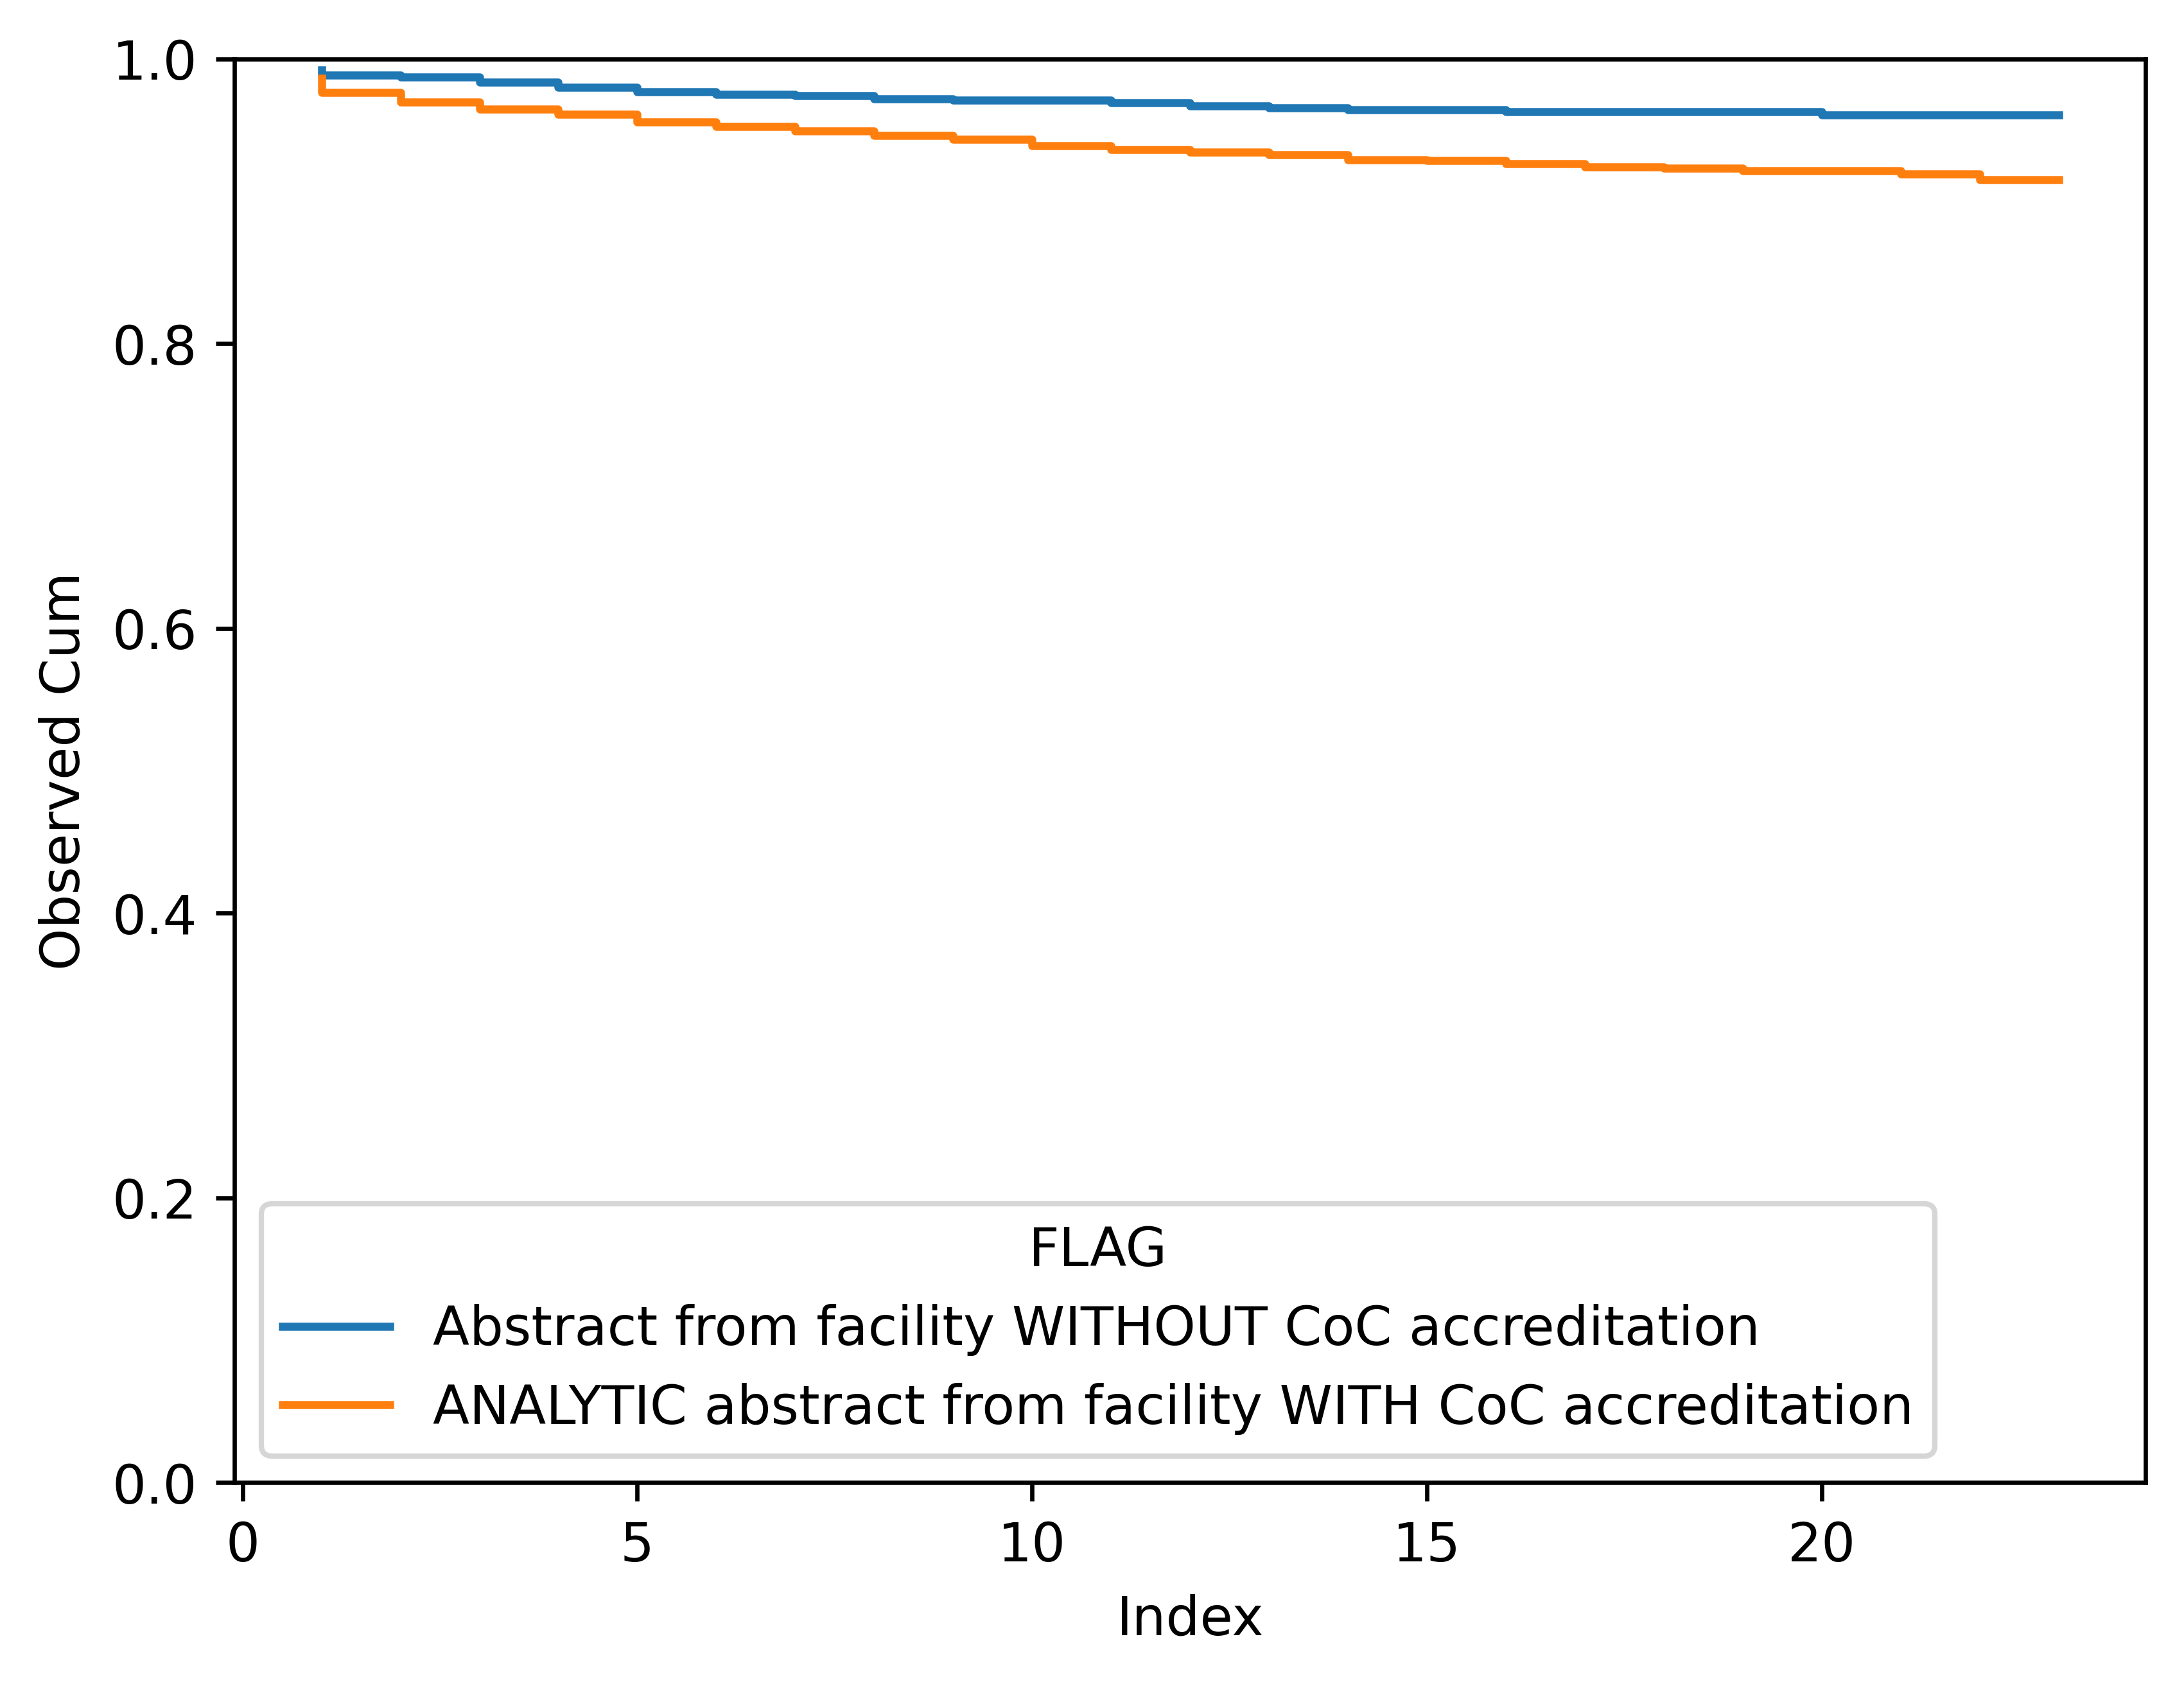 1.0
0.8
0.6
0.4
0.2
0.0
Observed Cum
FLAG
Abstract from facility WITHOUT CoC accreditation
ANALYTIC abstract from facility WITH CoC accreditation
0 5 10 15 20
Index